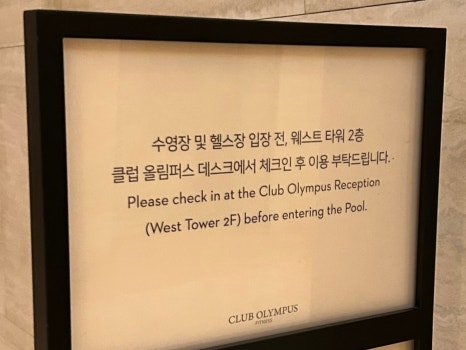 수영장 및 헬스장 입장 전, 웨스트 타워 2층
클럽 올림퍼스 데스크에서 체크인 후 이용 부탁드립니다.
Please check in at the Club Olympus Reception
(West Tower 2F) before entering the Pool.
CLUB OLYMPUS
FITNESS